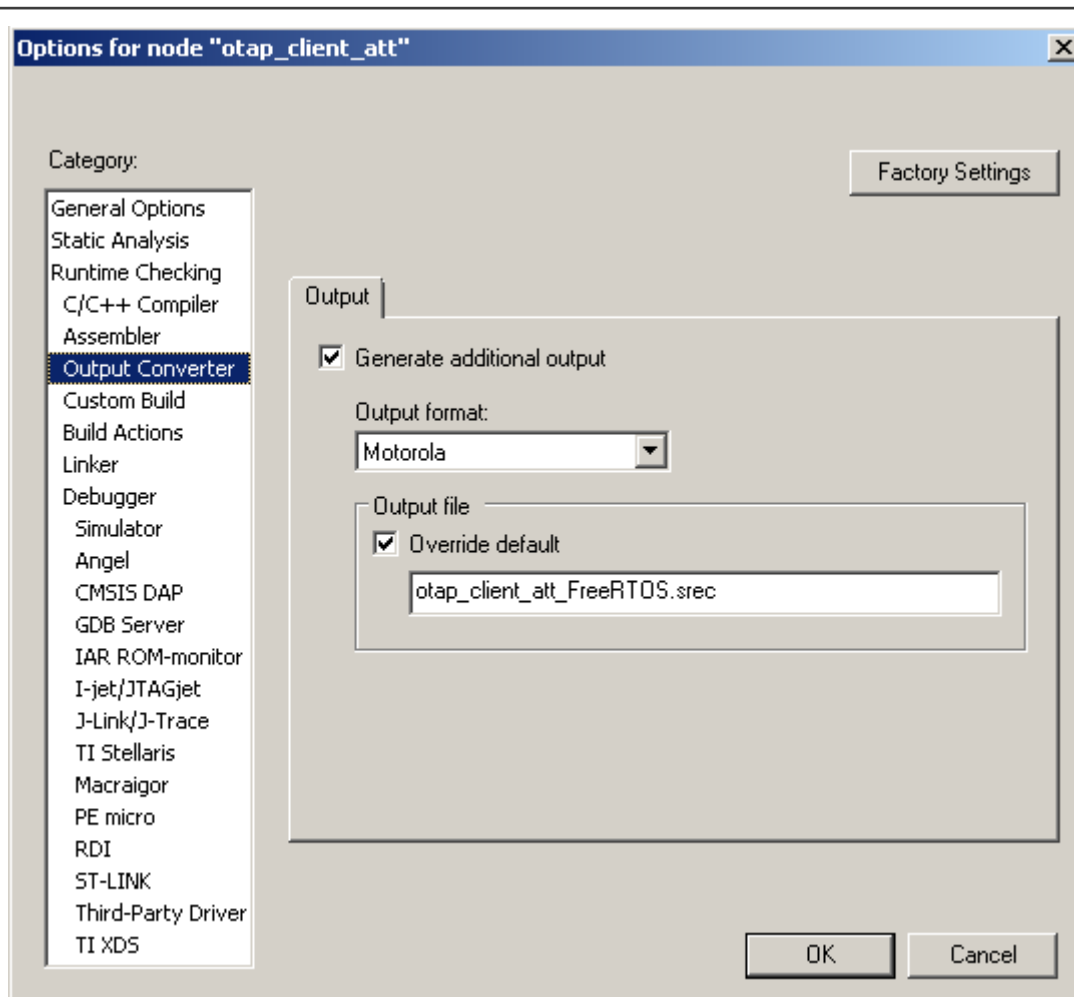 Options for node "otap_client_att"
Category:
Factory Settings
General Options
Static Analysis
Runtime Checking
C/C++ Compiler
Assembler
Output Converter
Custom Build
Build Actions
Linker
Debugger
Simulator
Angel
CMSIS DAP
GDB Server
IAR ROM-monitor
I-jet/JTAGjet
J-Link/J-Trace
TI Stellaris
Macraigor
PE micro
RDI
ST-LINK
Third-Party Driver
TI XDS
Output
Generate additional output
Output format:
Motorola
Output file
Override default
otap_client_att_FreeRTOS.srec
OK
Cancel